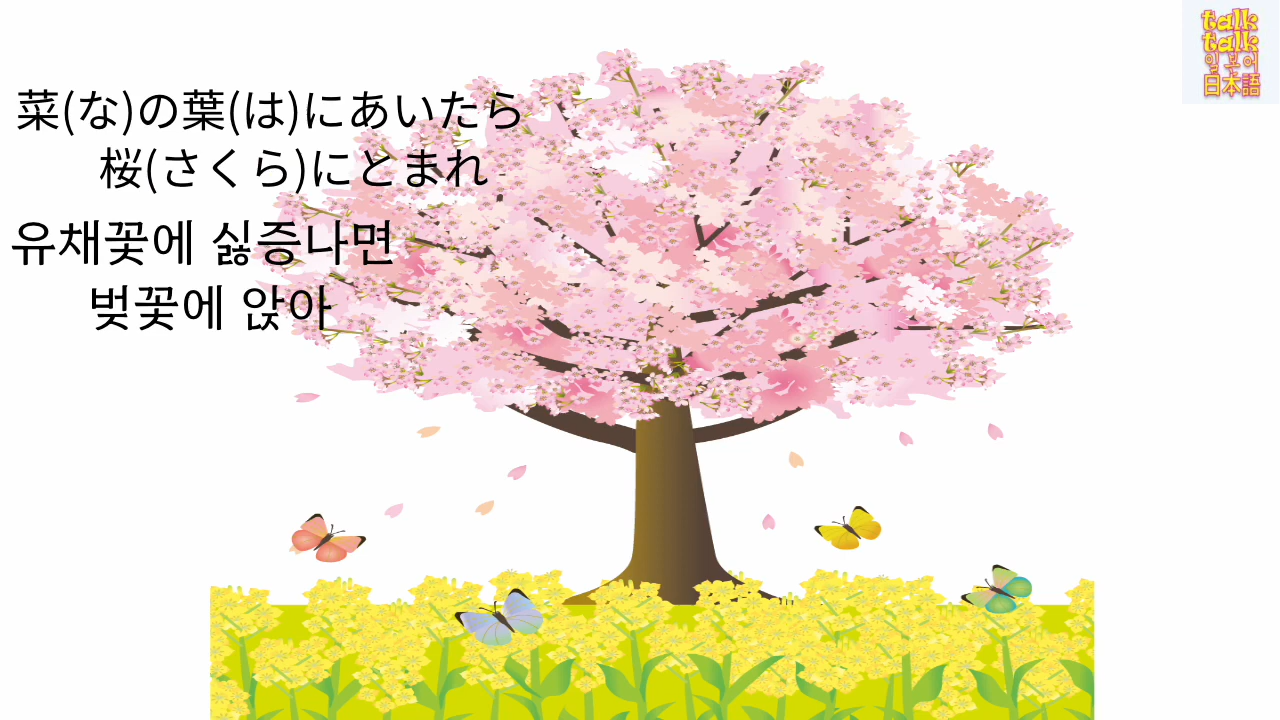 菜(な)の葉(は)にあいたら
桜(さくら)にとまれ
유채꽃에 싫증나면
벚꽃에 앉아
talk
talk
일본어
日本語